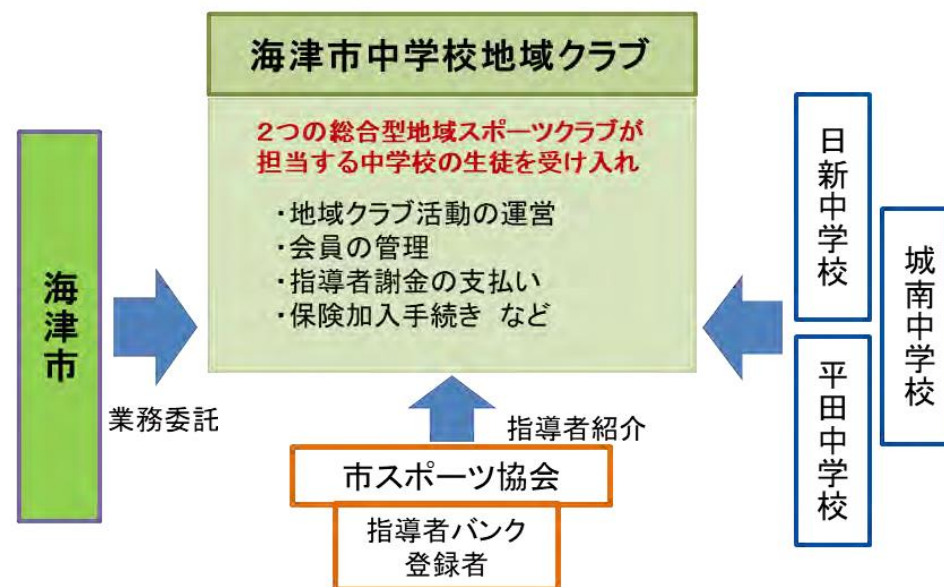 海津市中学校地域クラブ
2つの総合型地域スポーツクラブが
担当する中学校の生徒を受け入れ
・地域クラブ活動の運営
・会員の管理
・指導者謝金の支払い
・保険加入手続き など
海津市
業務委託
指導者紹介
市スポーツ協会
指導者バンク
登録者
日新中学校
平田中学校
城南中学校